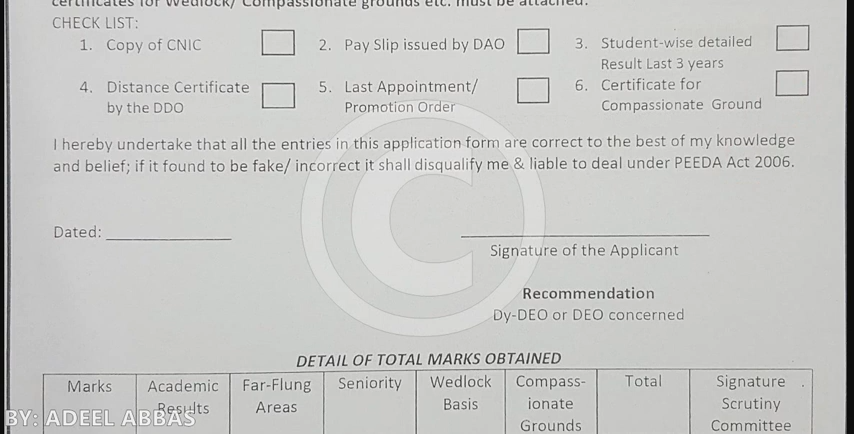 certificates for Wedlock/ Compassionate grounds etc. must be attached.
CHECK LIST:
1. Copy of CNIC
2. Pay Slip issued by DAO
3. Student-wise detailed
Result Last 3 years
4. Distance Certificate
by the DDO
5. Last Appointment/
Promotion Order
6. Certificate for
Compassionate Ground
I hereby undertake that all the entries in this application form are correct to the best of my knowledge
and belief; if it found to be fake/ incorrect it shall disqualify me & liable to deal under PEEDA Act 2006.
Dated:
Signature of the Applicant
Recommendation
Dy-DEO or DEO concerned
DETAIL OF TOTAL MARKS OBTAINED
Marks
Academic
Results
Far-Flung
Areas
Seniority
Wedlock
Basis
Compass-
ionate
Grounds
Total
Signature
Scrutiny
Committee
BY: ADEEL ABBAS